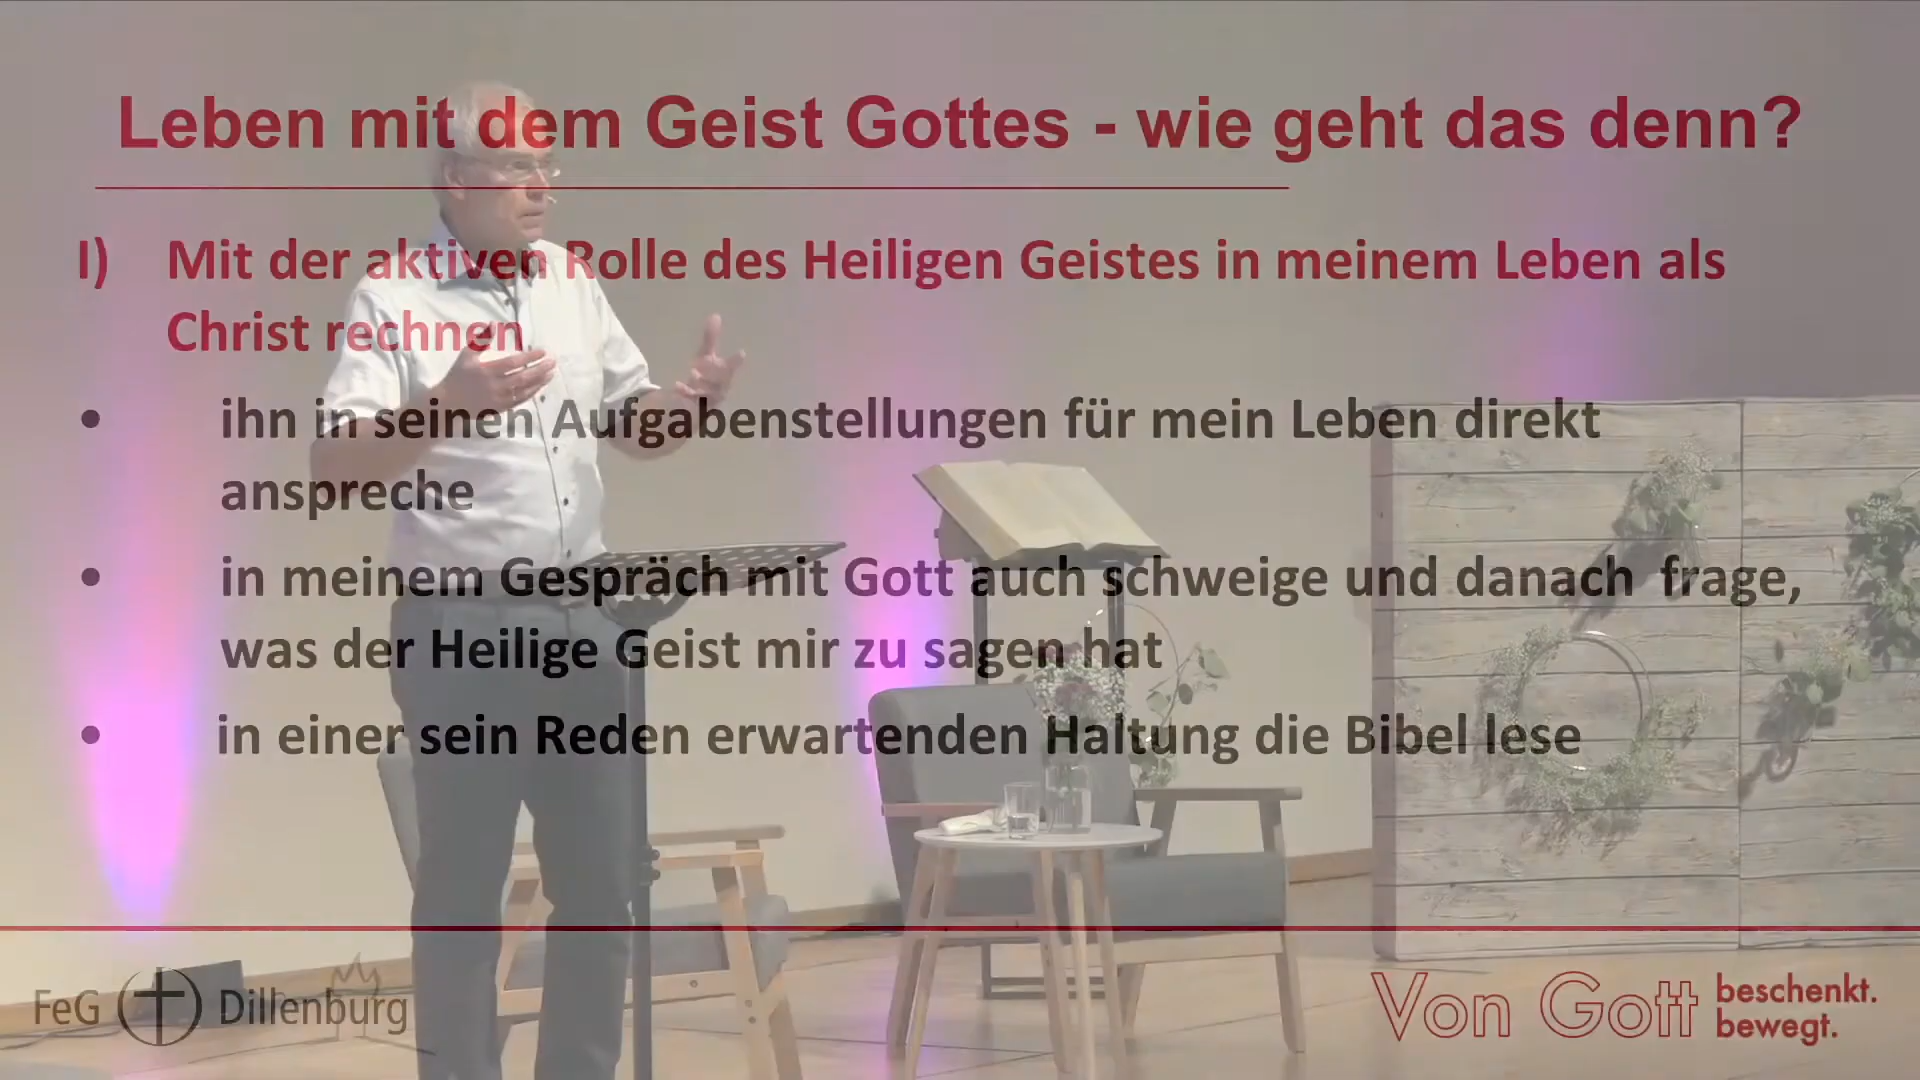 Leben mit dem Geist Gottes - wie geht das denn?
I) Mit der aktiven Rolle des Heiligen Geistes in meinem Leben als
Christ rechnen
• ihn in seinen Aufgabenstellungen für mein Leben direkt
anspreche
• in meinem Gespräch mit Gott auch schweige und danach frage,
was der Heilige Geist mir zu sagen hat
• in einer sein Reden erwartenden Haltung die Bibel lese
FeG Dillenburg
Von Gott beschenkt.
bewegt.